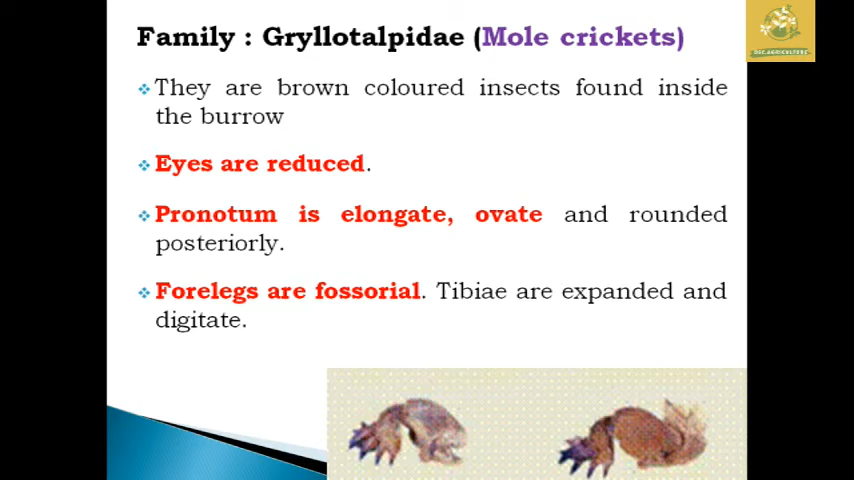 Family : Gryllotalpidae (Mole crickets)
They are brown coloured insects found inside
the burrow
Eyes are reduced.
Pronotum is elongate, ovate and rounded
posteriorly.
Forelegs are fossorial. Tibiae are expanded and
digitate.